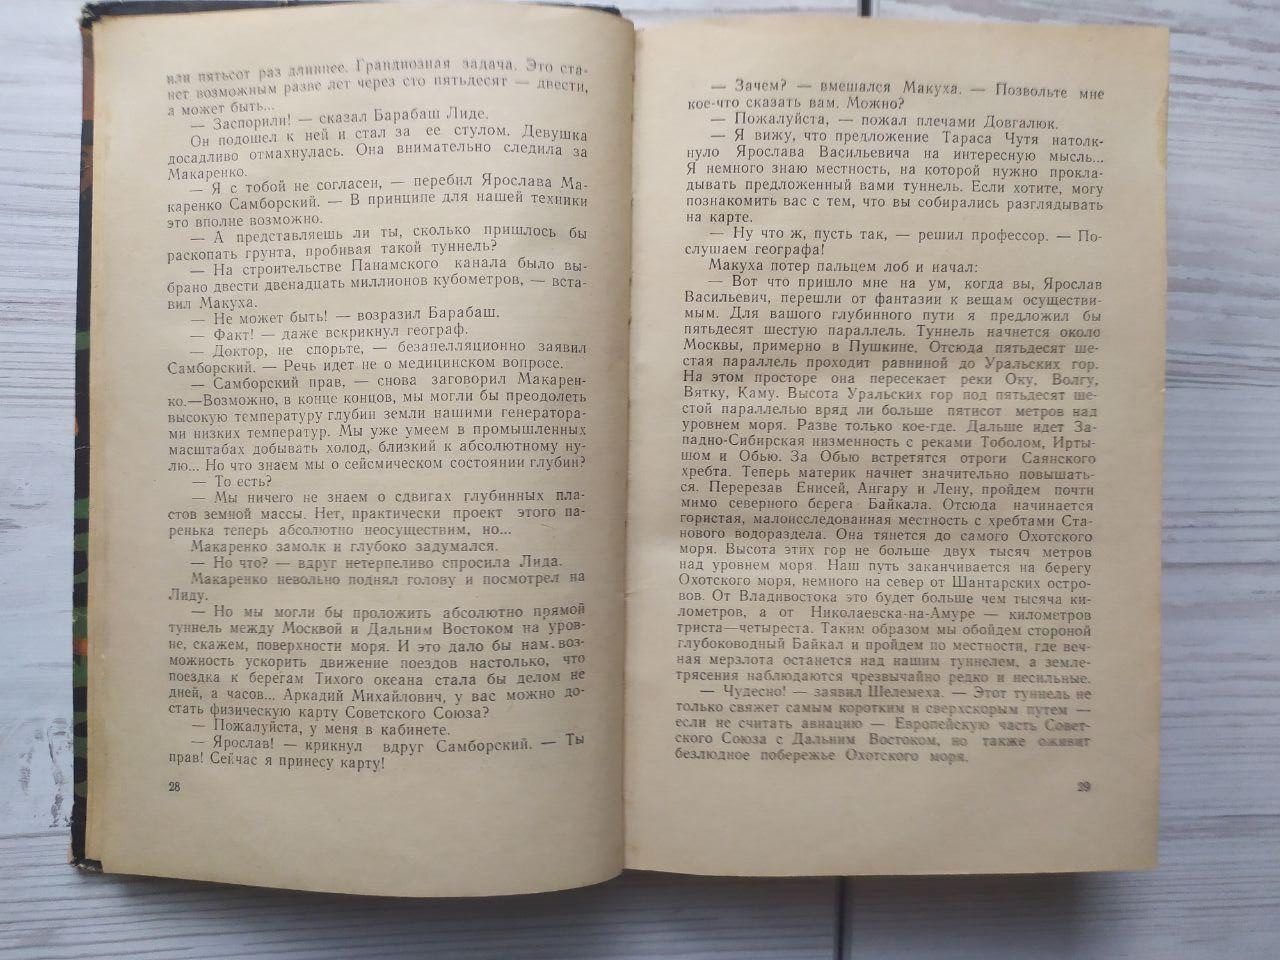 или пятьсот раз длиннее. Грандиозная задача. Это ста-
нет возможным разве лет через сто пятьдесят — двести,
а может быть...
— Заспорили! — сказал Барабаш Лиде.
Он подошел к ней и стал за ее стулом. Девушка
досадливо отмахнулась. Она внимательно следила за
Макаренко.
— Я с тобой не согласен, — перебил Ярослава Ма-
каренко Самборский. — В принципе для нашей техники
это вполне возможно.
— А представляешь ли ты, сколько пришлось бы
раскопать грунта, пробивая такой туннель?
— На строительстве Панамского канала было вы-
брано двести двенадцать миллионов кубометров, — вста-
вил Макуха.
— Не может быть! — возразил Барабаш.
— Факт! — даже вскрикнул географ.
— Доктор, не спорьте, — безапелляционно заявил
Самборский. — Речь идет не о медицинском вопросе.
— Самборский прав, — снова заговорил Макарен-
ко.—Возможно, в конце концов, мы могли бы преодолеть
высокую температуру глубин земли нашими генератора-
ми низких температур. Мы уже умеем в промышленных
масштабах добывать холод, близкий к абсолютному ну-
лю... Но что знаем мы о сейсмическом состоянии глубин?
— То есть?
— Мы ничего не знаем о сдвигах глубинных плас-
тов земной массы. Нет, практически проект этого па-
ренька теперь абсолютно неосуществим, но...
Макаренко замолк и глубоко задумался.
— Но что? — вдруг нетерпеливо спросила Лида.
Макаренко невольно поднял голову и посмотрел на
Лиду.
— Но мы могли бы проложить абсолютно прямой
туннель между Москвой и Дальним Востоком на уров-
не, скажем, поверхности моря. И это дало бы нам.воз-
можность ускорить движение поездов настолько, что
поездка к берегам Тихого океана стала бы делом не
дней, а часов... Аркадий Михайлович, у вас можно до-
стать физическую карту Советского Союза?
— Пожалуйста, у меня в кабинете.
— Ярослав! — крикнул вдруг Самборский. — Ты
прав! Сейчас я принесу карту!
28
— Зачем? — вмешался Макуха. — Позвольте мне
кое-что сказать вам. Можно?
— Пожалуйста, — пожал плечами Довгалюк.
— Я вижу, что предложение Тараса Чутя натолк-
нуло Ярослава Васильевича на интересную мысль...
Я немного знаю местность, на которой нужно прокла-
дывать предложенный вами туннель. Если хотите, могу
познакомить вас с тем, что вы собирались разглядывать
на карте.
— Ну что ж, пусть так, — решил профессор. — По-
слушаем географа!
Макуха потер пальцем лоб и начал:
— Вот что пришло мне на ум, когда вы, Ярослав
Васильевич, перешли от фантазии к вещам осуществи-
мым. Для вашого глубинного пути я предложил бы
пятьдесят шестую параллель. Туннель начнется около
Москвы, примерно в Пушкине. Отсюда пятьдесят ше-
стая параллель проходит равниной до Уральских гор.
На этом просторе она пересекает реки Оку, Волгу,
Вятку, Каму. Высота Уральских гор под пятьдесят ше-
стой параллелью вряд ли больше пятисот метров над
уровнем моря. Разве только кое-где. Дальше идет За-
падно-Сибирская низменность с реками Тоболом, Ирты-
шом и Обью. За Обью встретятся отроги Саянского
хребта. Теперь материк начнет значительно повышать-
ся. Перерезав Енисей, Ангару и Лену, пройдем почти
мимо северного берега Байкала. Отсюда начинается
гористая, малоисследованная местность с хребтами Ста-
нового водораздела. Она тянется до самого Охотского
моря. Высота этих гор не больше двух тысяч метров
над уровнем моря. Наш путь заканчивается на берегу
Охотского моря, немного на север от Шантарских остро-
вов. От Владивостока это будет больше чем тысяча ки-
лометров, а от Николаевска-на-Амуре — километров
триста—четыреста. Таким образом мы обойдем стороной
глубоководный Байкал и пройдем по местности, где веч-
ная мерзлота останется над нашим туннелем, а земле-
трясения наблюдаются чрезвычайно редко и несильные.
— Чудесно! — заявил Шелемеха. — Этот туннель не
только свяжет самым коротким и сверхскорым путем —
если не считать авиацию — Европейскую часть Совет-
ского Союза с Дальним Востоком, но также оживит
безлюдное побережье Охотского моря.
29